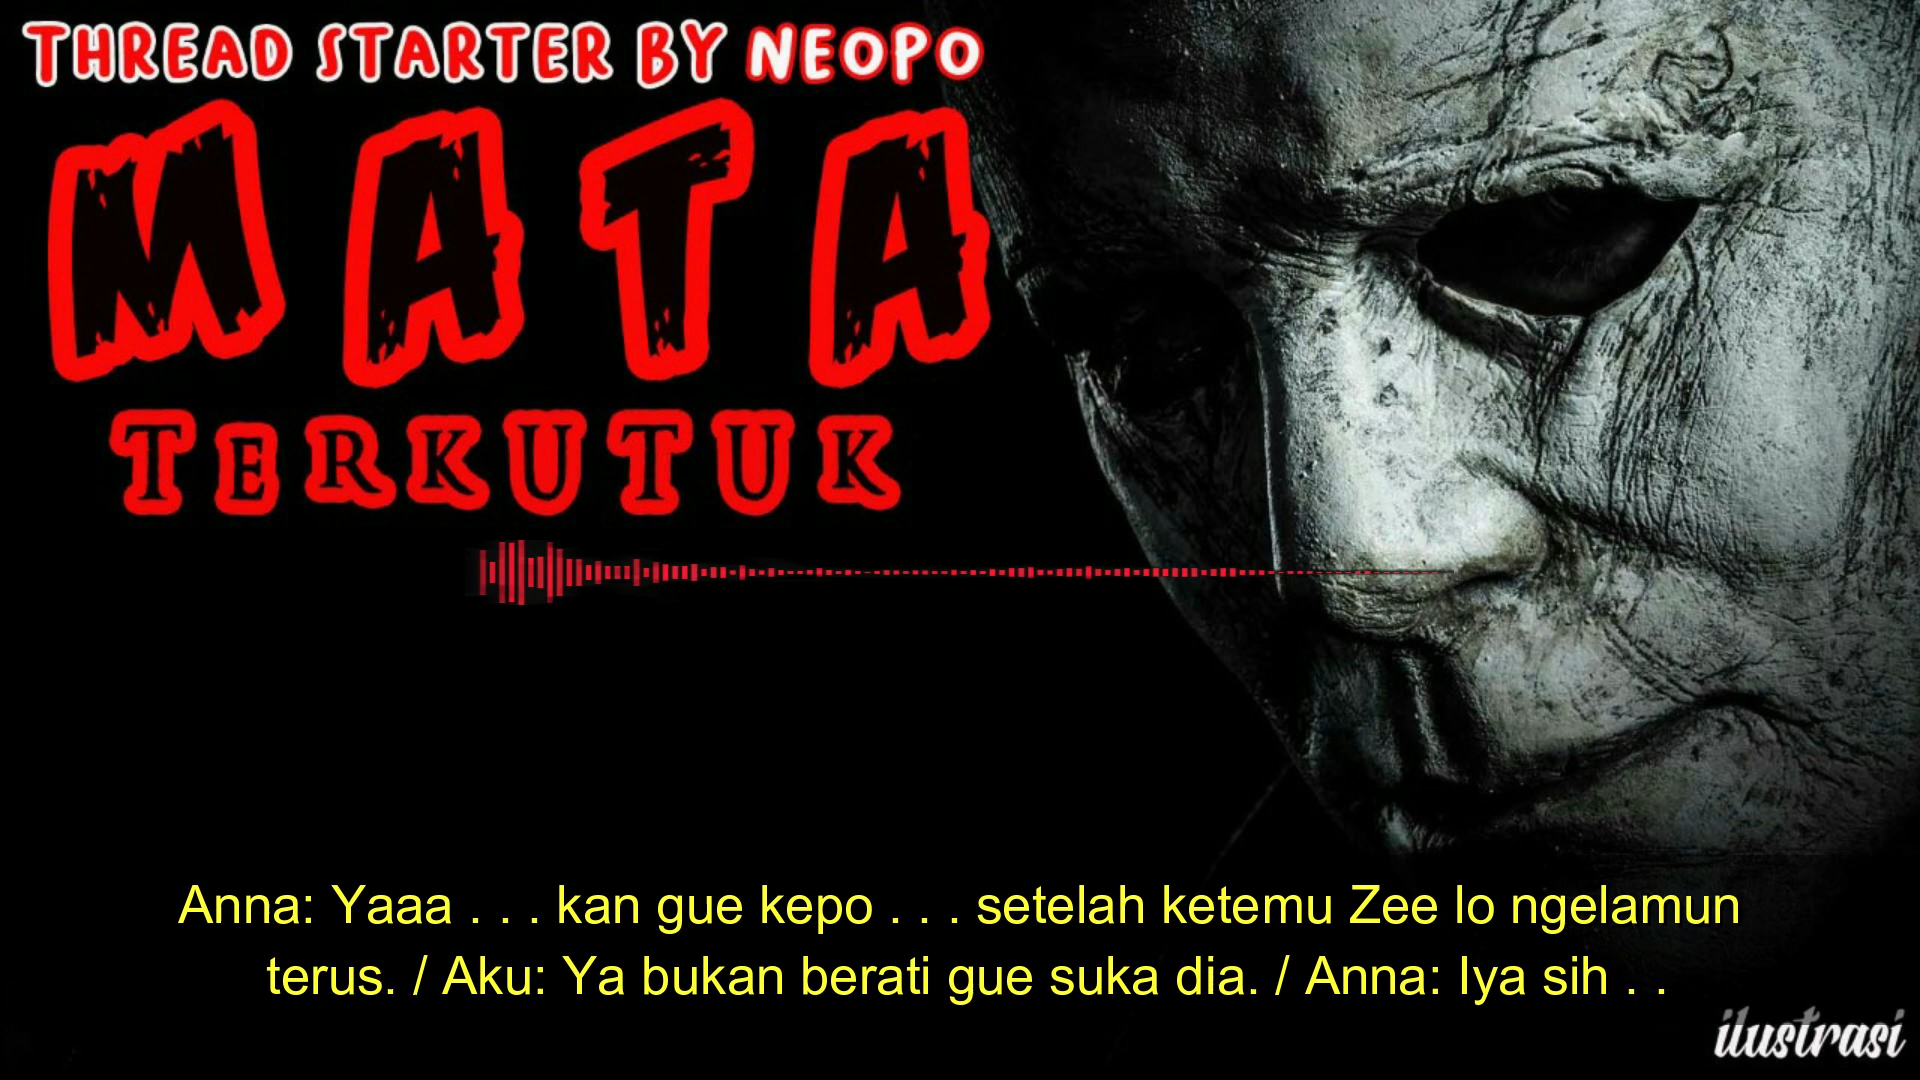 THREAD STARTER BY NEOPO
MATA
TERKUTUK
Anna: Yaaa . . . kan gue kepo . . . setelah ketemu Zee lo ngelamun
terus. / Aku: Ya bukan berati gue suka dia. / Anna: Iya sih . .
ilustrasi